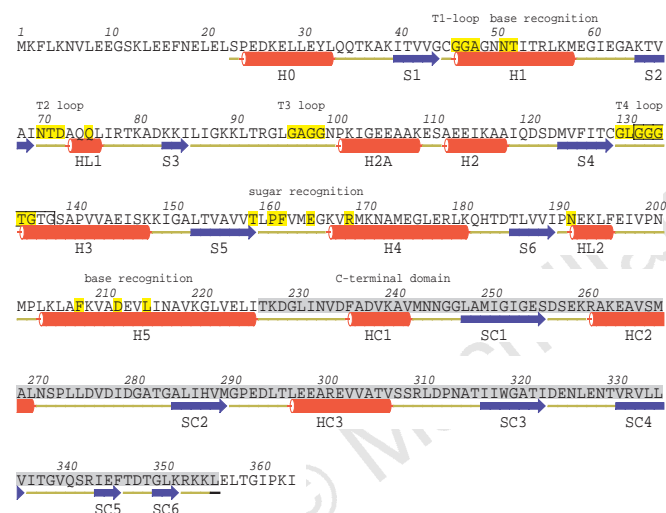 T1-loop base recognition
1 10 20 30 40 50 60
MKFLKNVLEEGSKLEEFNELELSPEDKELLEYLQQTKAKITVVGCGGAGNNTITRLKMEGIEGAKTV
H0 S1 H1 S2
T2 loop T3 loop T4 loop
70 80 90 100 110 120 130
AINTDAQQLIRTKADKKILIGKKLTRGLGAGGNPKIGEEAAKESAEEIKAAIQDSDMVFITCGLGGG
HL1 S3 H2A H2 S4
sugar recognition
140 150 160 170 180 190 200
TGTGSAPVVAEISKKIGALTVAVVTLPFVMEGKVRMKNAMEGLERLKQHTDTLVVIPNEKLFEIVPN
H3 S5 H4 S6 HL2
base recognition C-terminal domain
210 220 230 240 250 260
MPLKLAFKVADEVLINAVKGLVELITKDGLINVDFADVKAVMNNGGLAMIGIGESDSEKRAKEAVSM
H5 HC1 SC1 HC2
270 280 290 300 310 320 330
ALNSPLLDVDIDGATGALIHVMGPEDLTLEEAREVVATVSSRLDPNATIIWGATIDENLENTVRVLL
SC2 HC3 SC3 SC4
340 350 360
VITGVQSRIEFTDTGLKRKKLELTGIPKI
SC5 SC6